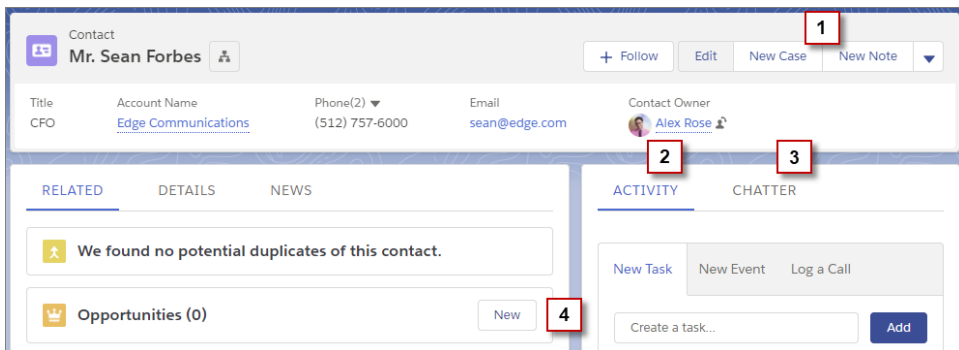 Contact
1
Mr. Sean Forbes
+ Follow Edit New Case New Note
Title Account Name Phone(2) Email Contact Owner
CFO Edge Communications (512) 757-6000 sean@edge.com Alex Rose
2 3
RELATED DETAILS NEWS
ACTIVITY CHATTER
We found no potential duplicates of this contact.
New Task New Event Log a Call
Opportunities (0) New 4
Create a task... Add